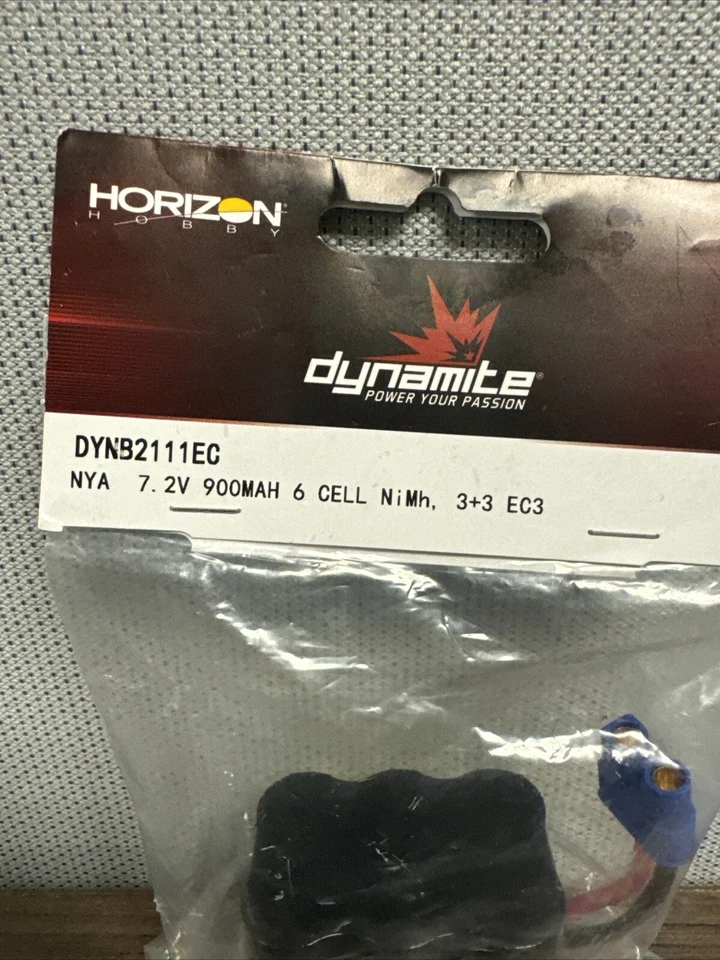 HORIZON
HOBBY
dynamite®
POWER YOUR PASSION
DYNB2111EC
NYA 7.2V 900MAH 6 CELL NiMh, 3+3 EC3